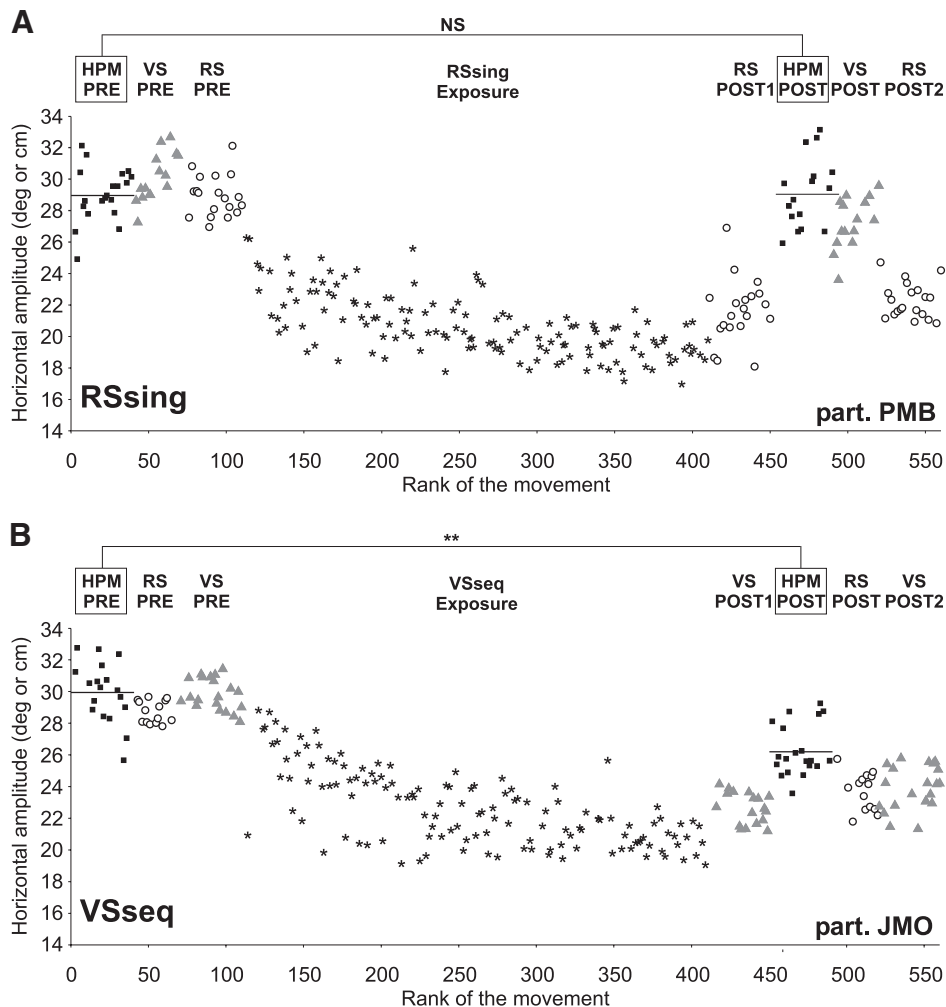 A
NS
HPM PRE VS PRE RS PRE RSsing Exposure RS POST1 HPM POST VS POST RS POST2
Horizontal amplitude (deg or cm)
34
32
30
28
26
24
22
20
18
16
14
RSsing
part. PMB
0 50 100 150 200 250 300 350 400 450 500 550
Rank of the movement
B
**
HPM PRE RS PRE VS PRE VSseq Exposure VS POST1 HPM POST RS POST VS POST2
Horizontal amplitude (deg or cm)
34
32
30
28
26
24
22
20
18
16
14
VSseq
part. JMO
0 50 100 150 200 250 300 350 400 450 500 550
Rank of the movement